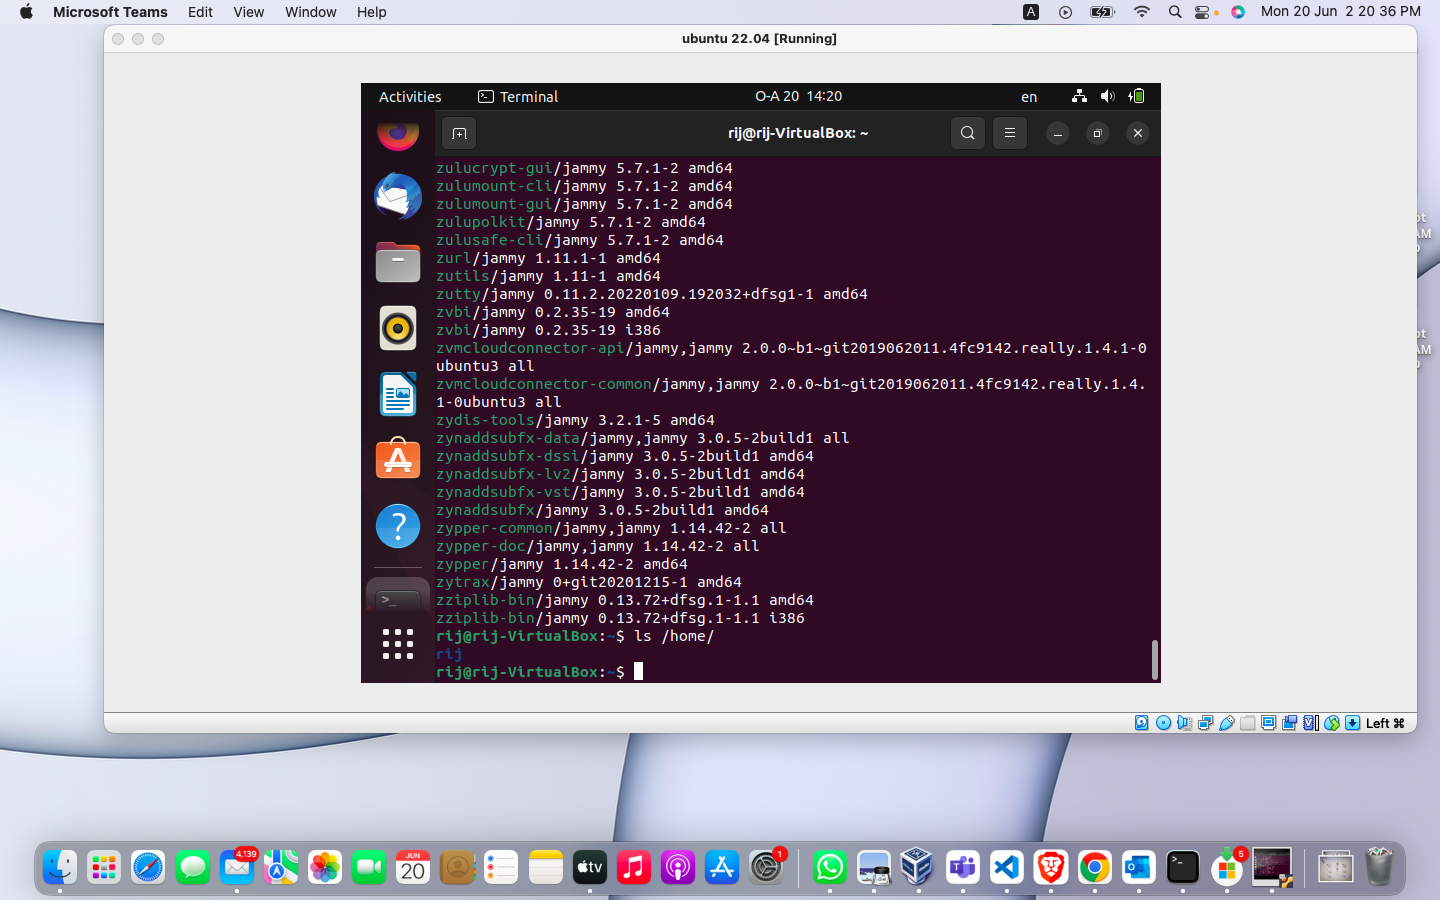 Microsoft Teams Edit View Window Help
A
Mon 20 Jun 2 20 36 PM
ubuntu 22.04 [Running]
Activities Terminal O-A 20 14:20 en
rij@rij-VirtualBox: ~
zulucrypt-gui/jammy 5.7.1-2 amd64
zulumount-cli/jammy 5.7.1-2 amd64
zulumount-gui/jammy 5.7.1-2 amd64
zulupolkit/jammy 5.7.1-2 amd64
zulusafe-cli/jammy 5.7.1-2 amd64
zurl/jammy 1.11.1-1 amd64
zutils/jammy 1.11-1 amd64
zutty/jammy 0.11.2.20220109.192032+dfsg1-1 amd64
zvbi/jammy 0.2.35-19 amd64
zvbi/jammy 0.2.35-19 i386
zvmcloudconnector-api/jammy,jammy 2.0.0~b1~git2019062011.4fc9142.really.1.4.1-0
ubuntu3 all
zvmcloudconnector-common/jammy,jammy 2.0.0~b1~git2019062011.4fc9142.really.1.4.
1-0ubuntu3 all
zydis-tools/jammy 3.2.1-5 amd64
zynaddsubfx-data/jammy,jammy 3.0.5-2build1 all
zynaddsubfx-dssi/jammy 3.0.5-2build1 amd64
zynaddsubfx-lv2/jammy 3.0.5-2build1 amd64
zynaddsubfx-vst/jammy 3.0.5-2build1 amd64
zynaddsubfx/jammy 3.0.5-2build1 amd64
zypper-common/jammy,jammy 1.14.42-2 all
zypper-doc/jammy,jammy 1.14.42-2 all
zypper/jammy 1.14.42-2 amd64
zytrax/jammy 0+git20201215-1 amd64
zziplib-bin/jammy 0.13.72+dfsg.1-1.1 amd64
zziplib-bin/jammy 0.13.72+dfsg.1-1.1 i386
rij@rij-VirtualBox:~$ ls /home/
rij
rij@rij-VirtualBox:~$
Left ⌘
4,139
JUN
20
tv
1
5